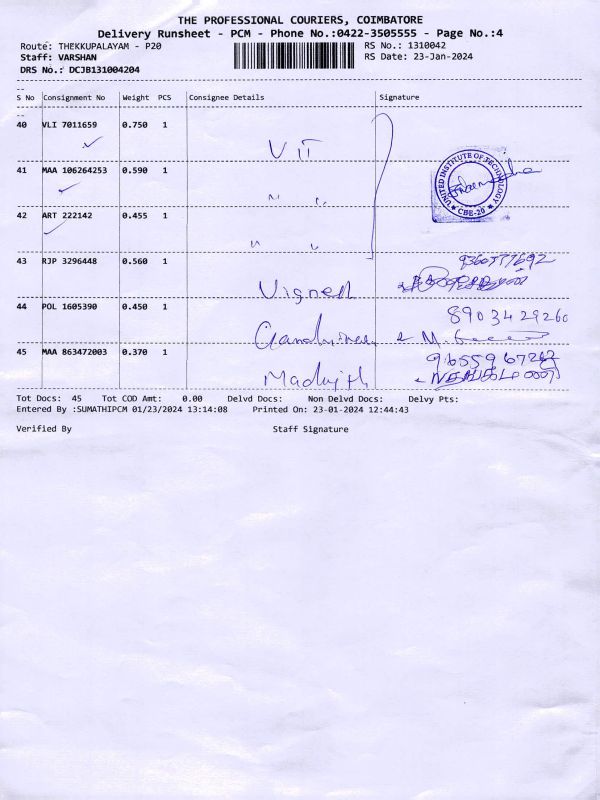 THE PROFESSIONAL COURIERS, COIMBATORE
Delivery Runsheet - PCM - Phone No.:0422-3505555 - Page No.:4
Route: THEKKUPALAYAM - P20 RS No.: 1310042
Staff: VARSHAN RS Date: 23-Jan-2024
DRS No.: DCJB131004204
S No Consignment No Weight PCS Consignee Details Signature
40 VLI 7011659 0.750 1
41 MAA 106264253 0.590 1
UNITED INSTITUTE OF TECHNOLOGY ★ CBE-20 ★
42 ART 222142 0.455 1
43 RJP 3296448 0.560 1 Vignesh
44 POL 1605390 0.450 1 8903429260
45 MAA 863472003 0.370 1 Madujith
Tot Docs: 45 Tot COD Amt: 0.00 Delvd Docs: Non Delvd Docs: Delvy Pts:
Entered By :SUMATHIPCM 01/23/2024 13:14:08 Printed On: 23-01-2024 12:44:43
Verified By Staff Signature